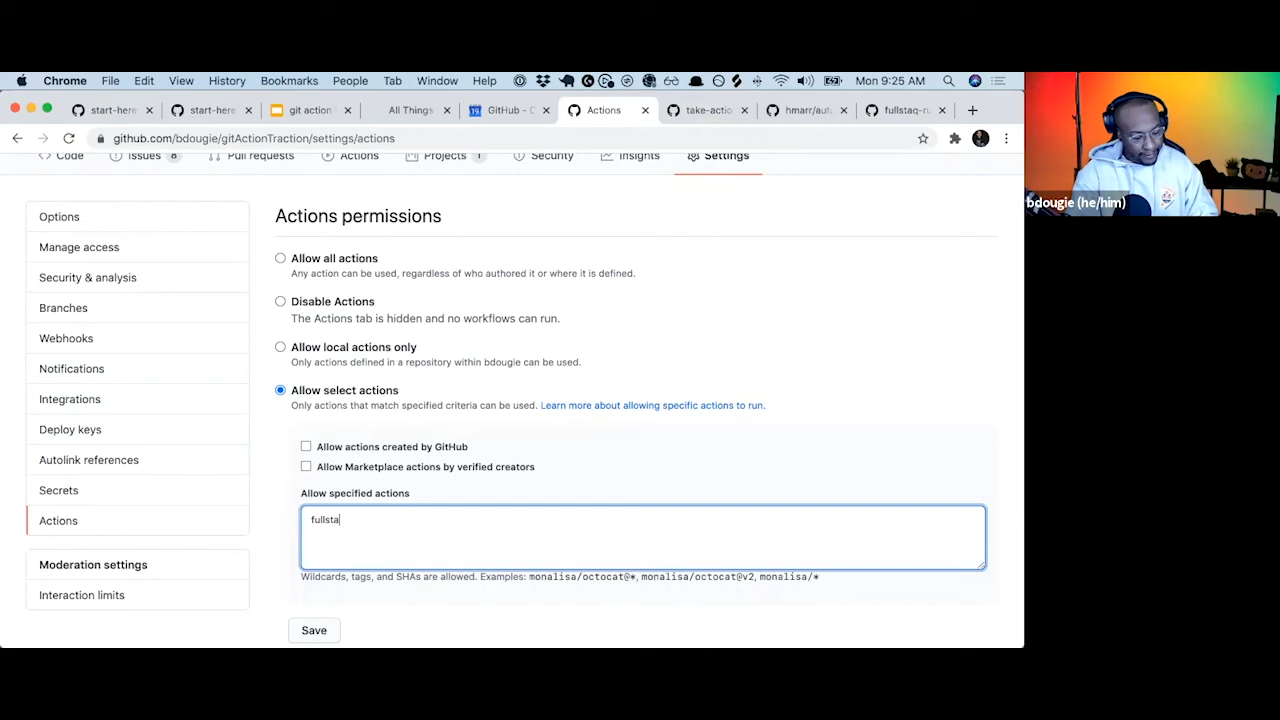 Chrome File Edit View History Bookmarks People Tab Window Help Mon 9:25 AM
start-here start-here git action All Things GitHub - C Actions take-actio hmarr/aut fullstaq-ru
github.com/bdougie/gitActionTraction/settings/actions
Code Issues 8 Pull requests Actions Projects 1 Security Insights Settings
bdougie (he/him)
Options
Manage access
Security & analysis
Branches
Webhooks
Notifications
Integrations
Deploy keys
Autolink references
Secrets
Actions
Moderation settings
Interaction limits
Actions permissions
Allow all actions
Any action can be used, regardless of who authored it or where it is defined.
Disable Actions
The Actions tab is hidden and no workflows can run.
Allow local actions only
Only actions defined in a repository within bdougie can be used.
Allow select actions
Only actions that match specified criteria can be used. Learn more about allowing specific actions to run.
Allow actions created by GitHub
Allow Marketplace actions by verified creators
Allow specified actions
fullsta
Wildcards, tags, and SHAs are allowed. Examples: monalisa/octocat@*, monalisa/octocat@v2, monalisa/*
Save